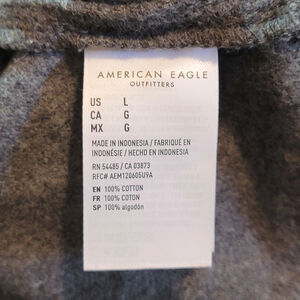 AMERICAN EAGLE
OUTFITTERS
US L
CA G
MX G
MADE IN INDONESIA / FABRIQUÉ EN
INDONÉSIE / HECHO EN INDONESIA
RN 54485 / CA 03873
RFC# AEM120605U9A
EN 100% COTTON
FR 100% COTON
SP 100% algodón